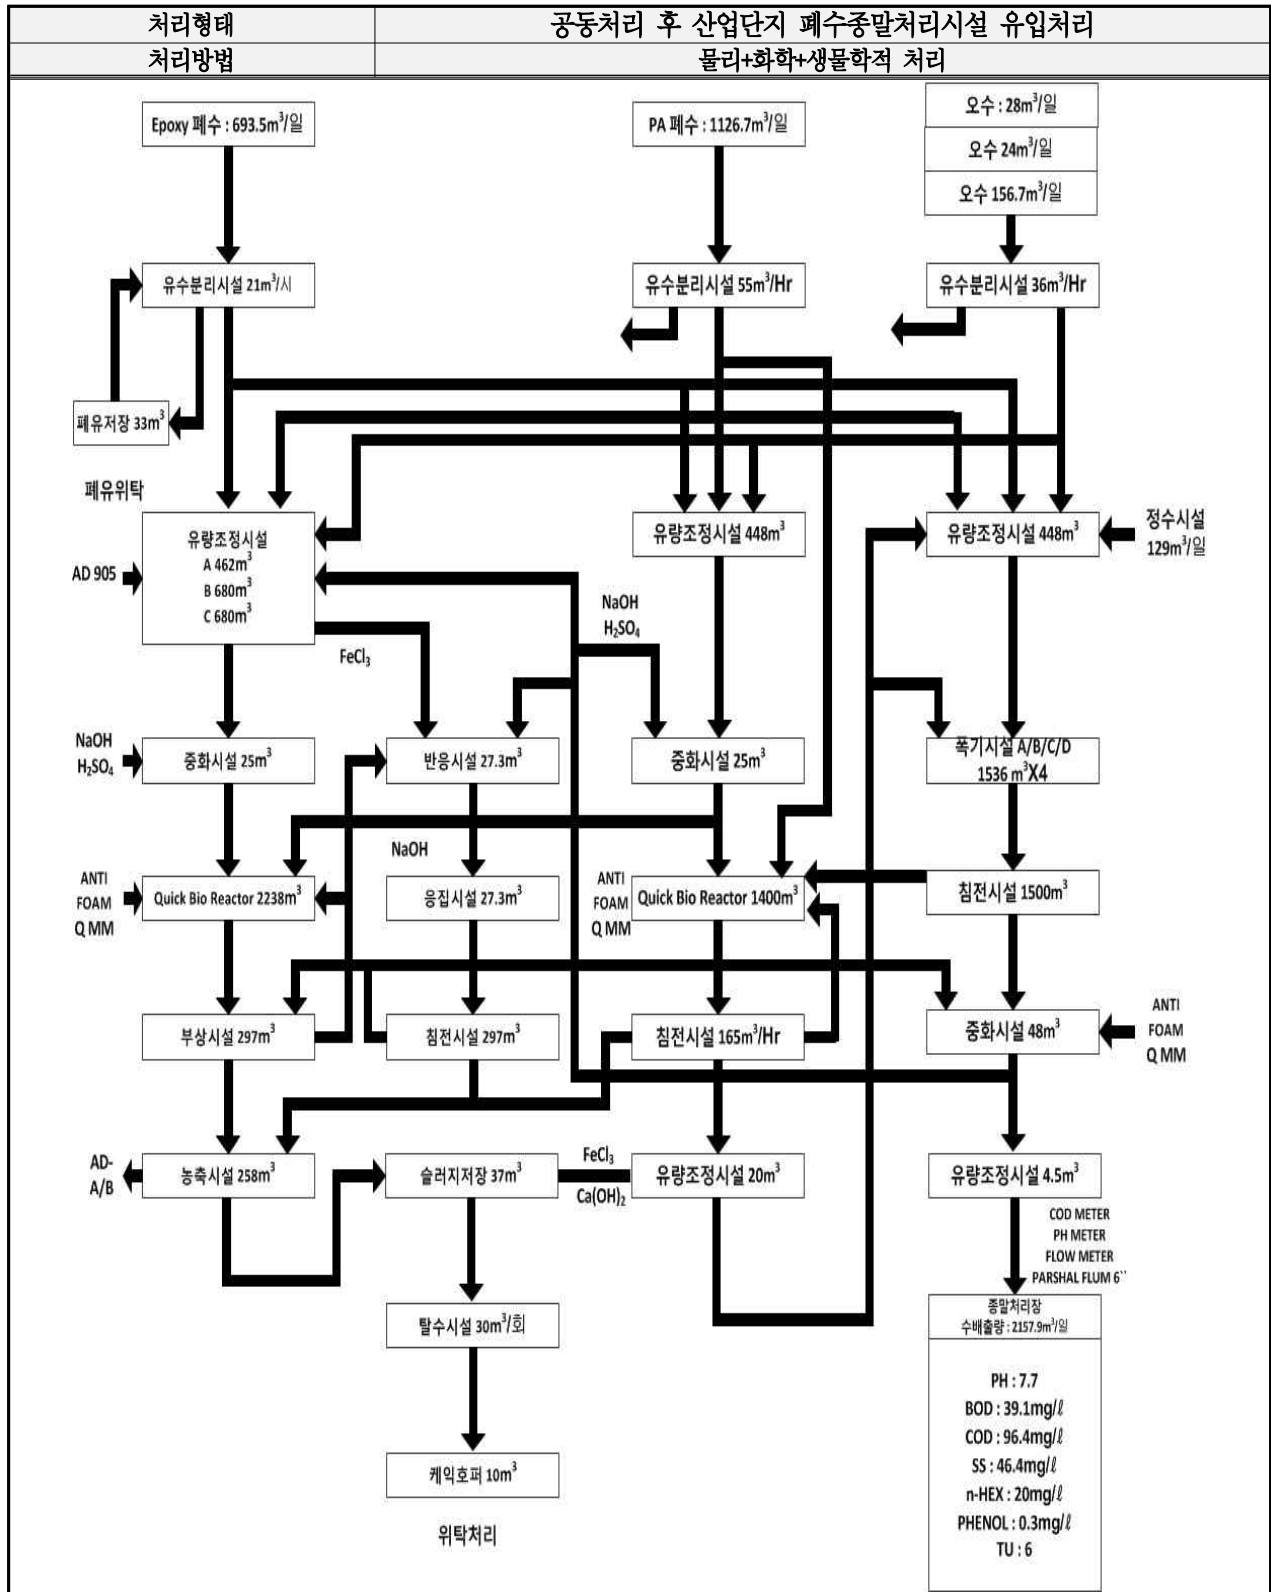 처리형태
공동처리 후 산업단지 폐수종말처리시설 유입처리
처리방법
물리+화학+생물학적 처리
Epoxy 폐수 : 693.5m³/일
PA 폐수 : 1126.7m³/일
오수 : 28m³/일
오수 24m³/일
오수 156.7m³/일
유수분리시설 21m³/시
유수분리시설 55m³/Hr
유수분리시설 36m³/Hr
폐유저장 33m³
폐유위탁
유량조정시설
A 462m³
B 680m³
C 680m³
유량조정시설 448m³
유량조정시설 448m³
정수시설
129m³/일
AD 905
FeCl₃
NaOH
H₂SO₄
NaOH
H₂SO₄
중화시설 25m³
반응시설 27.3m³
중화시설 25m³
폭기시설 A/B/C/D
1536 m³X4
NaOH
ANTI
FOAM
Q MM
Quick Bio Reactor 2238m³
응집시설 27.3m³
ANTI
FOAM
Q MM
Quick Bio Reactor 1400m³
침전시설 1500m³
부상시설 297m³
침전시설 297m³
침전시설 165m³/Hr
중화시설 48m³
ANTI
FOAM
Q MM
AD-
A/B
농축시설 258m³
슬러지저장 37m³
FeCl₃
Ca(OH)₂
유량조정시설 20m³
유량조정시설 4.5m³
COD METER
PH METER
FLOW METER
PARSHAL FLUM 6``
탈수시설 30m³/회
종말처리장
수배출량 : 2157.9m³/일
PH : 7.7
BOD : 39.1mg/ℓ
COD : 96.4mg/ℓ
SS : 46.4mg/ℓ
n-HEX : 20mg/ℓ
PHENOL : 0.3mg/ℓ
TU : 6
케익호퍼 10m³
위탁처리